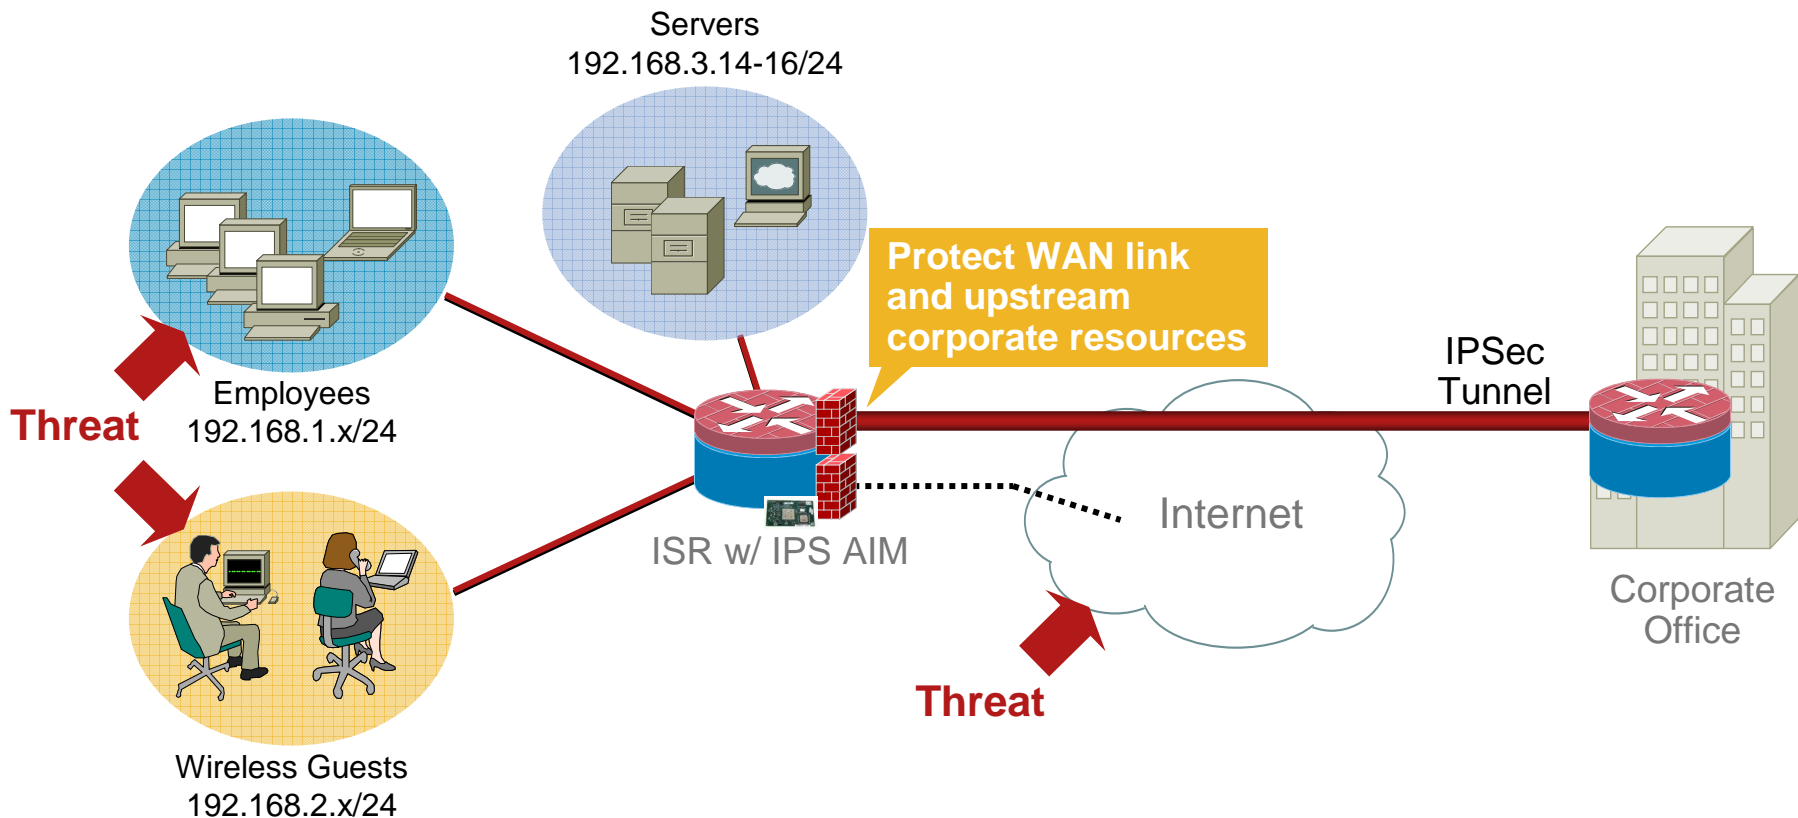 Servers
192.168.3.14-16/24
Protect WAN link
and upstream
corporate resources
IPSec
Tunnel
Employees
192.168.1.x/24
Threat
Internet
ISR w/ IPS AIM
Corporate
Office
Threat
Wireless Guests
192.168.2.x/24